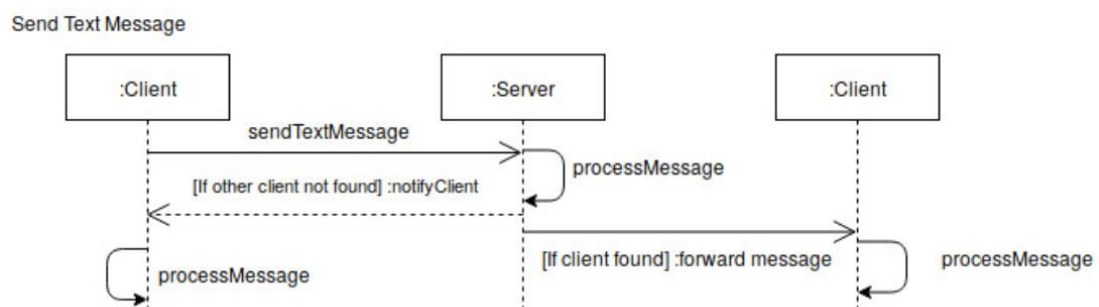 Send Text Message
:Client
:Server
:Client
sendTextMessage
processMessage
[If other client not found] :notifyClient
[If client found] :forward message
processMessage
processMessage